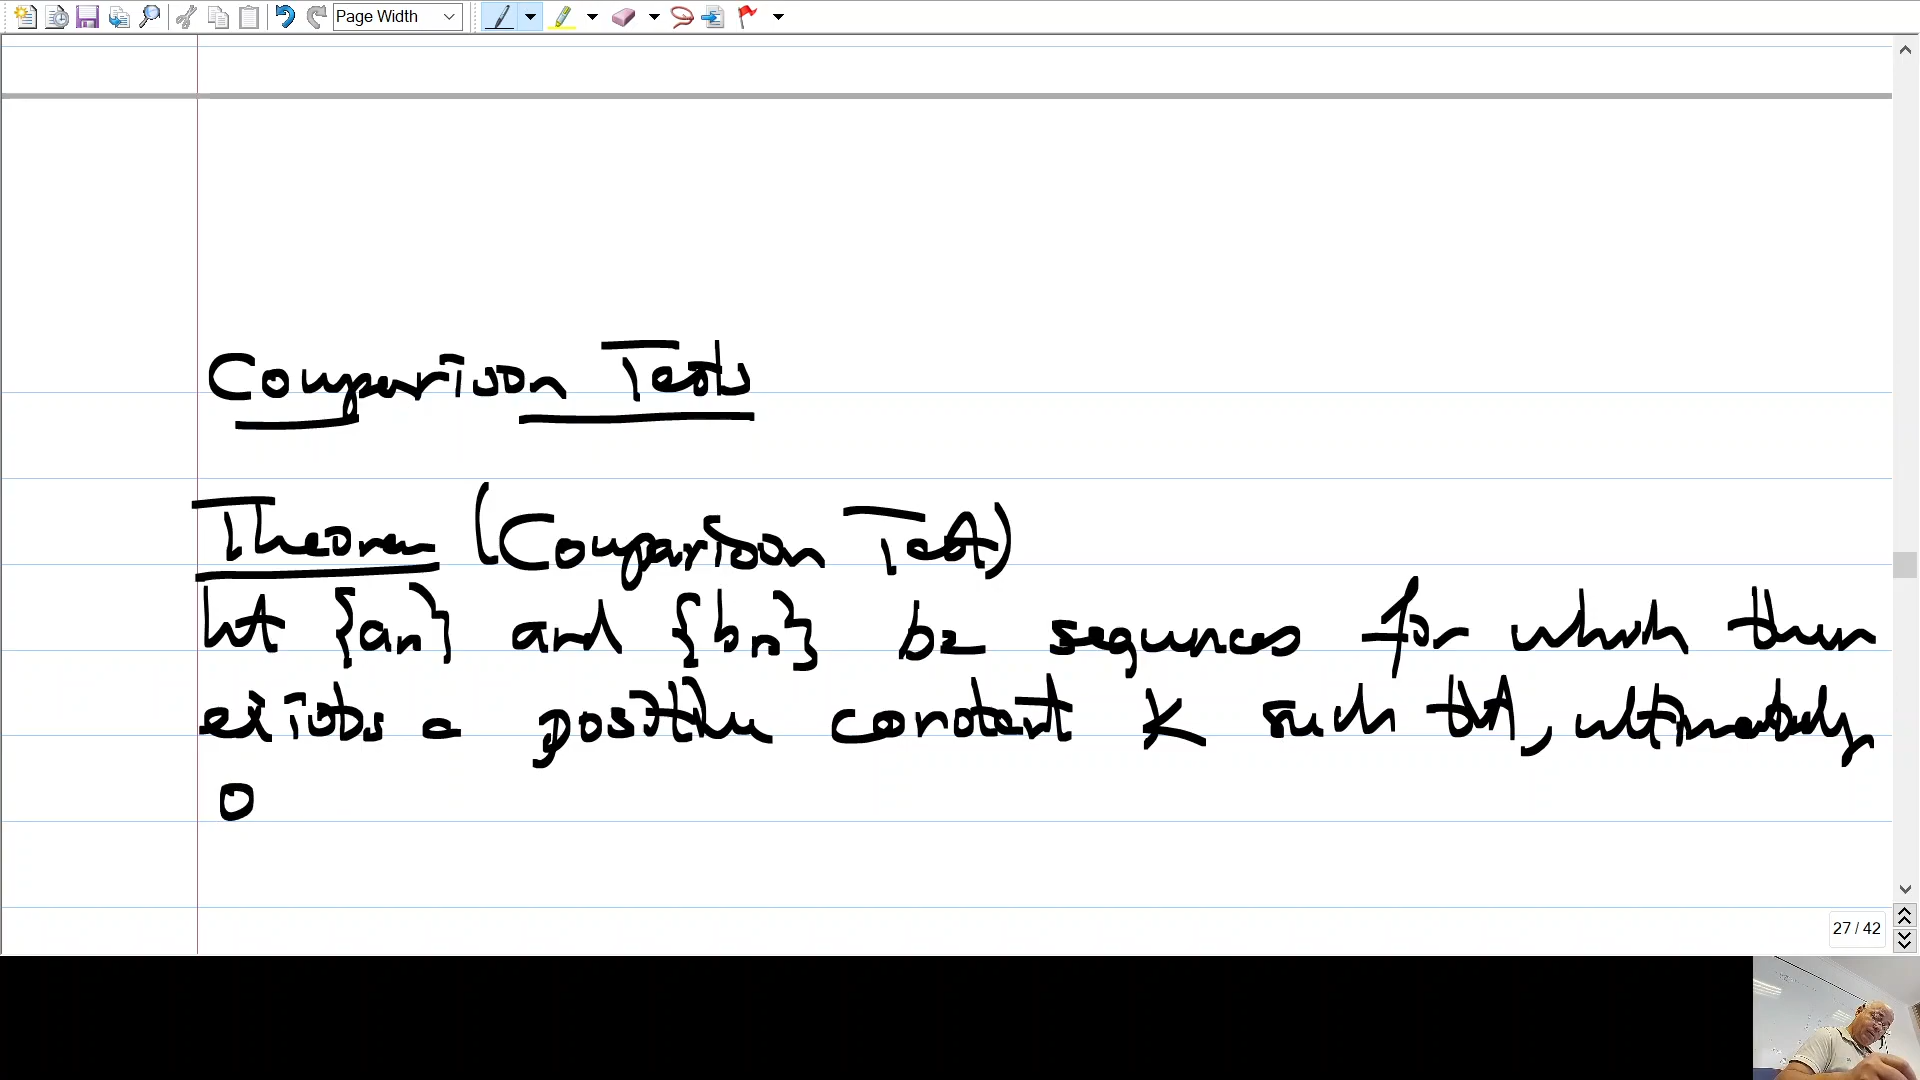 Page Width
Comparison Tests
Theorem (Comparison Test)
Let {an} and {bn} be sequences for which there
exists a positive constant K such that, ultimately
0
27 / 42